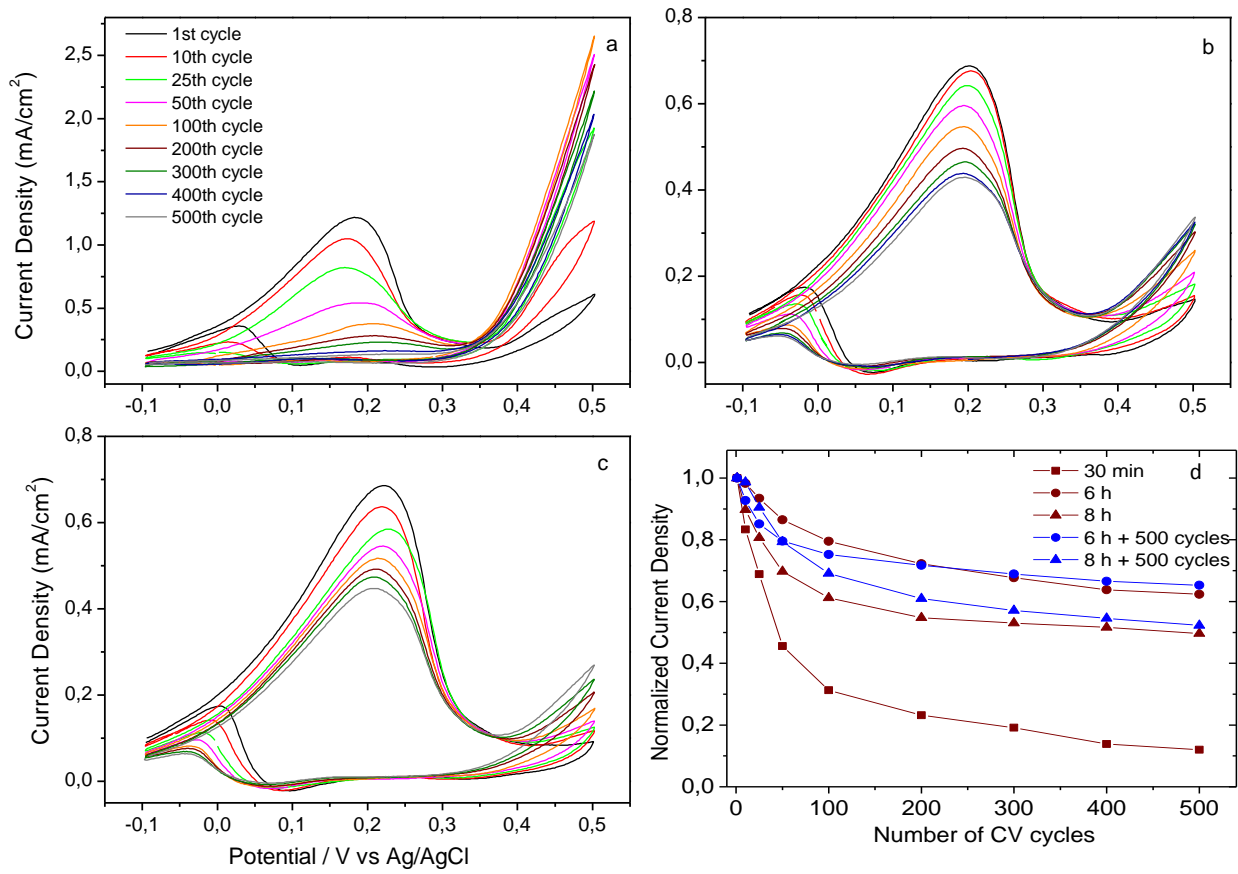 a
1st cycle
10th cycle
25th cycle
50th cycle
100th cycle
200th cycle
300th cycle
400th cycle
500th cycle
Current Density (mA/cm²)
2,5
2,0
1,5
1,0
0,5
0,0
-0,1 0,0 0,1 0,2 0,3 0,4 0,5
b
0,8
0,6
0,4
0,2
0,0
-0,1 0,0 0,1 0,2 0,3 0,4 0,5
c
Current Density (mA/cm²)
0,8
0,6
0,4
0,2
0,0
-0,1 0,0 0,1 0,2 0,3 0,4 0,5
Potential / V vs Ag/AgCl
d
30 min
6 h
8 h
6 h + 500 cycles
8 h + 500 cycles
Normalized Current Density
1,0
0,8
0,6
0,4
0,2
0,0
0 100 200 300 400 500
Number of CV cycles